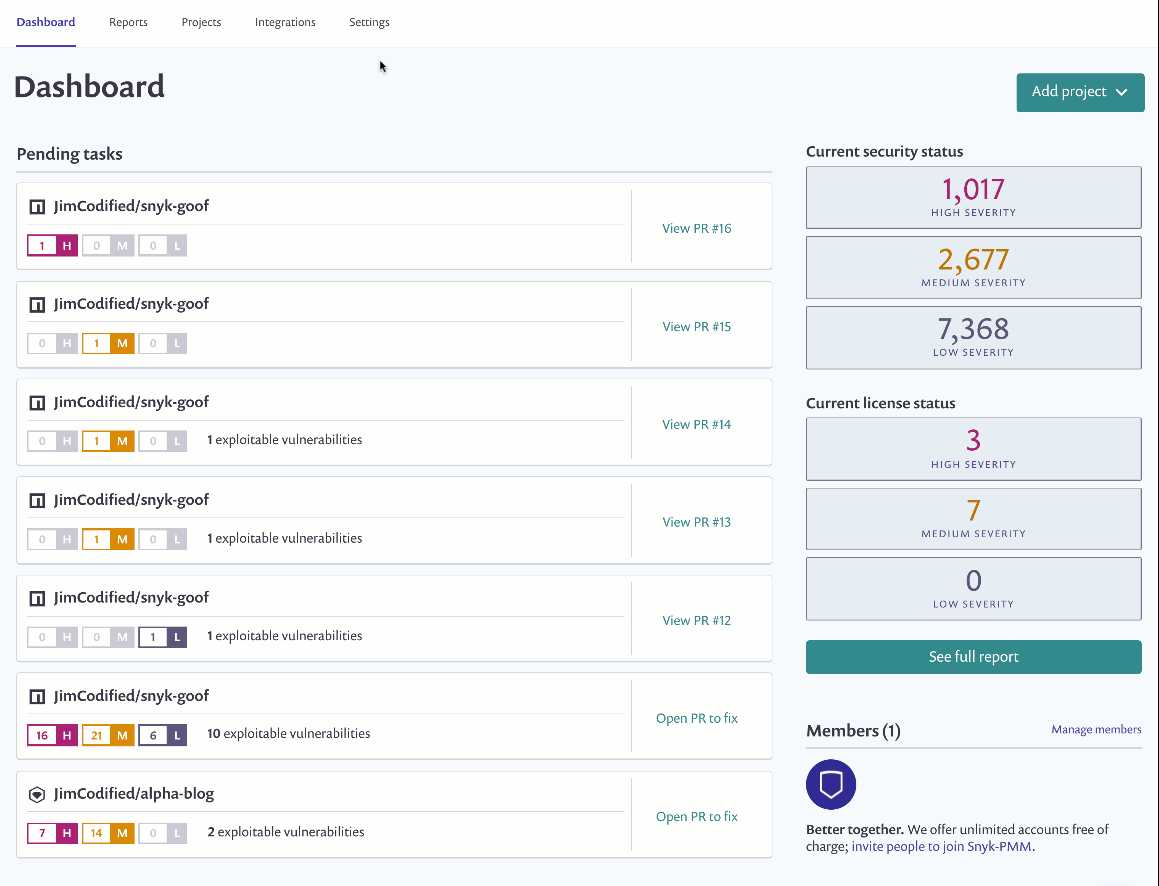 Dashboard Reports Projects Integrations Settings
Dashboard
Add project
Pending tasks
JimCodified/snyk-goof
1 H 0 M 0 L
View PR #16
JimCodified/snyk-goof
0 H 1 M 0 L
View PR #15
JimCodified/snyk-goof
0 H 1 M 0 L 1 exploitable vulnerabilities
View PR #14
JimCodified/snyk-goof
0 H 1 M 0 L 1 exploitable vulnerabilities
View PR #13
JimCodified/snyk-goof
0 H 0 M 1 L 1 exploitable vulnerabilities
View PR #12
JimCodified/snyk-goof
16 H 21 M 6 L 10 exploitable vulnerabilities
Open PR to fix
JimCodified/alpha-blog
7 H 14 M 0 L 2 exploitable vulnerabilities
Open PR to fix
Current security status
1,017
HIGH SEVERITY
2,677
MEDIUM SEVERITY
7,368
LOW SEVERITY
Current license status
3
HIGH SEVERITY
7
MEDIUM SEVERITY
0
LOW SEVERITY
See full report
Members (1) Manage members
Better together. We offer unlimited accounts free of
charge; invite people to join Snyk-PMM.